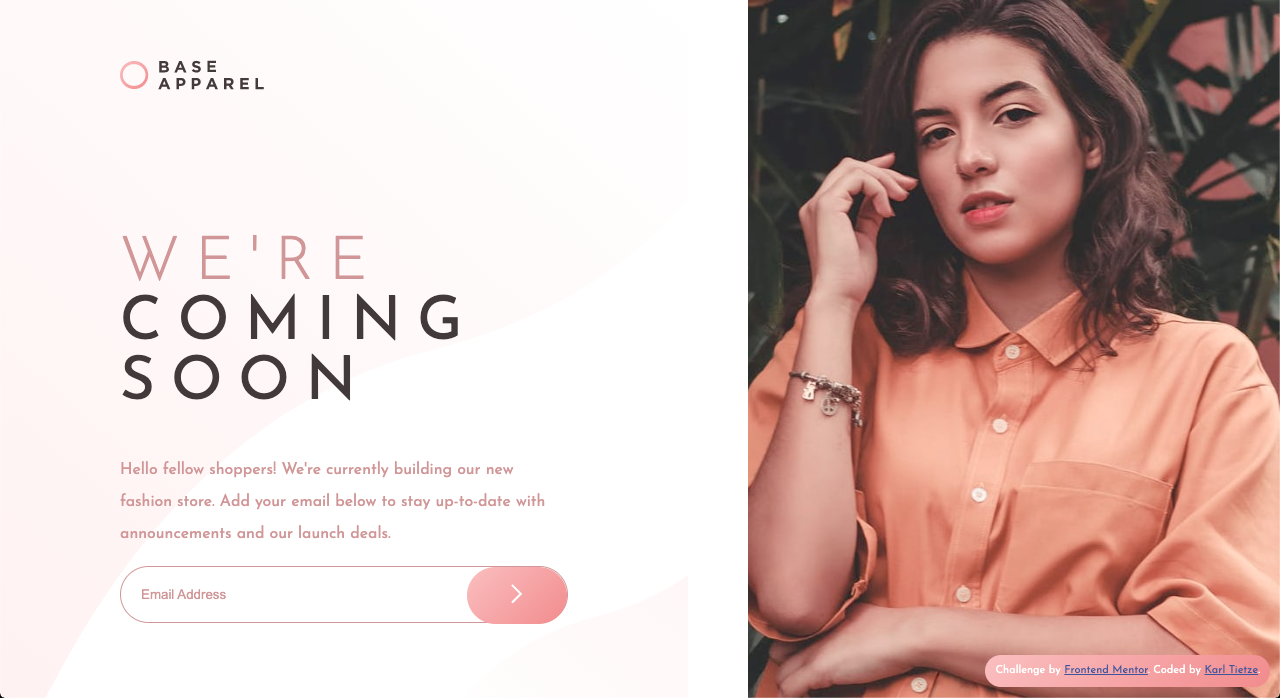 BASE
APPAREL
WE'RE
COMING
SOON
Hello fellow shoppers! We're currently building our new
fashion store. Add your email below to stay up-to-date with
announcements and our launch deals.
Email Address
Challenge by Frontend Mentor. Coded by Karl Tietze.